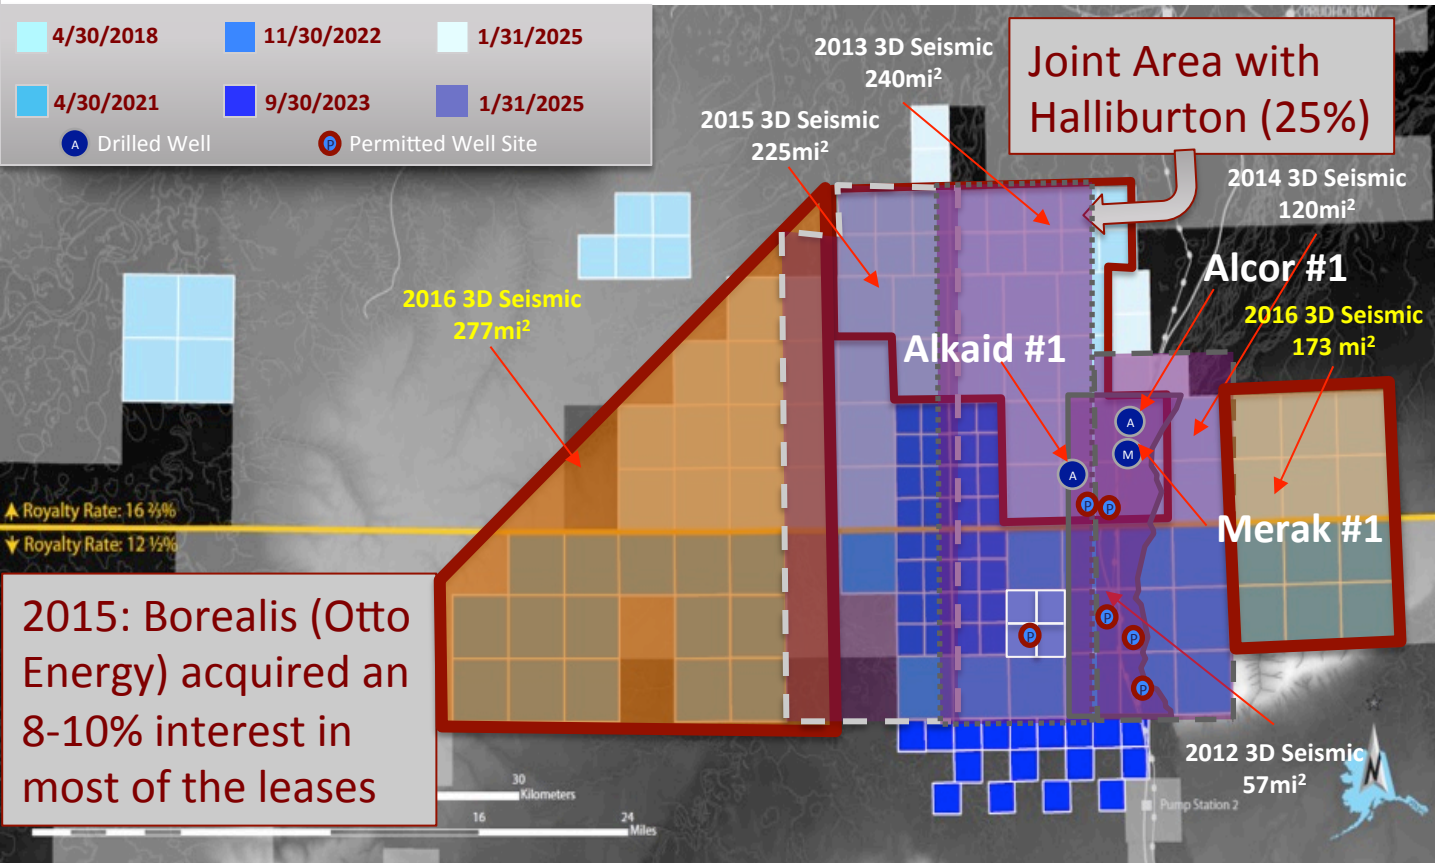 4/30/2018
11/30/2022
1/31/2025
4/30/2021
9/30/2023
1/31/2025
A Drilled Well
P Permitted Well Site
PRUDHOE BAY
2013 3D Seismic
240mi²
Joint Area with
Halliburton (25%)
2015 3D Seismic
225mi²
2014 3D Seismic
120mi²
Alcor #1
2016 3D Seismic
277mi²
2016 3D Seismic
173 mi²
Alkaid #1
A
M
A
P
P
Royalty Rate: 16 ⅔%
Royalty Rate: 12 ½%
Merak #1
2015: Borealis (Otto
Energy) acquired an
8-10% interest in
most of the leases
P
P
P
P
2012 3D Seismic
57mi²
N
30
Kilometers
Pump Station 2
16
24
Miles